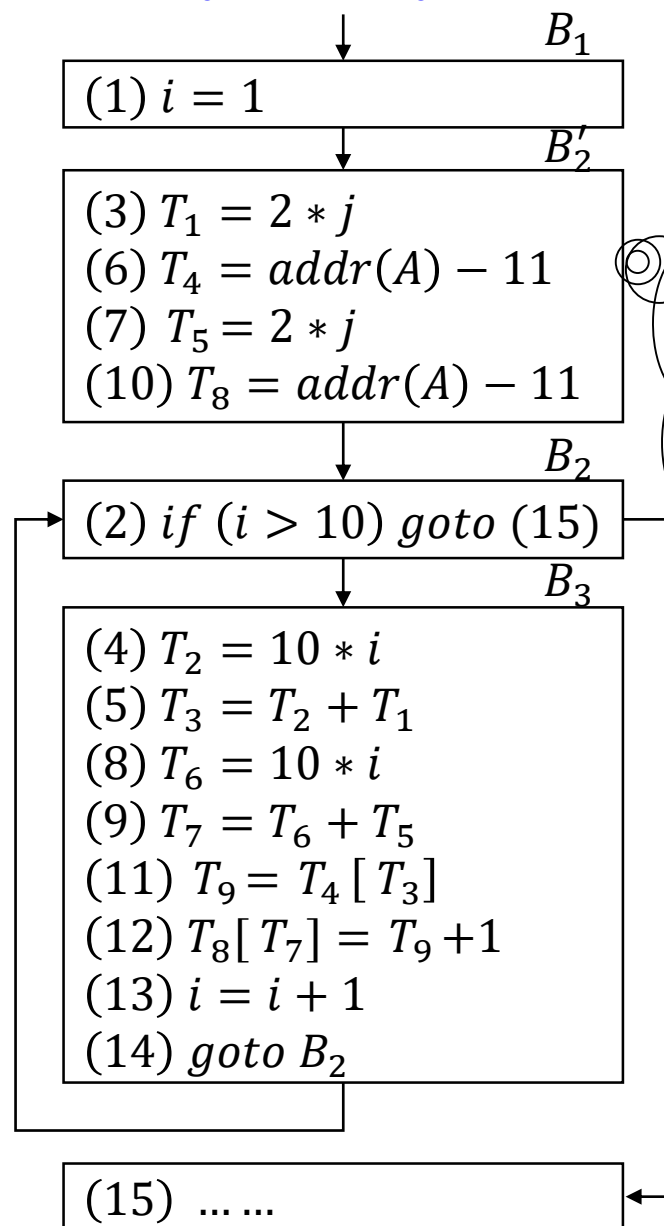 B₁
(1) i = 1
B₂′
(3) T₁ = 2 * j
(6) T₄ = addr(A) − 11
(7) T₅ = 2 * j
(10) T₈ = addr(A) − 11
B₂
(2) if (i > 10) goto (15)
B₃
(4) T₂ = 10 * i
(5) T₃ = T₂ + T₁
(8) T₆ = 10 * i
(9) T₇ = T₆ + T₅
(11) T₉ = T₄ [ T₃]
(12) T₈[ T₇] = T₉ +1
(13) i = i + 1
(14) goto B₂
(15) … …